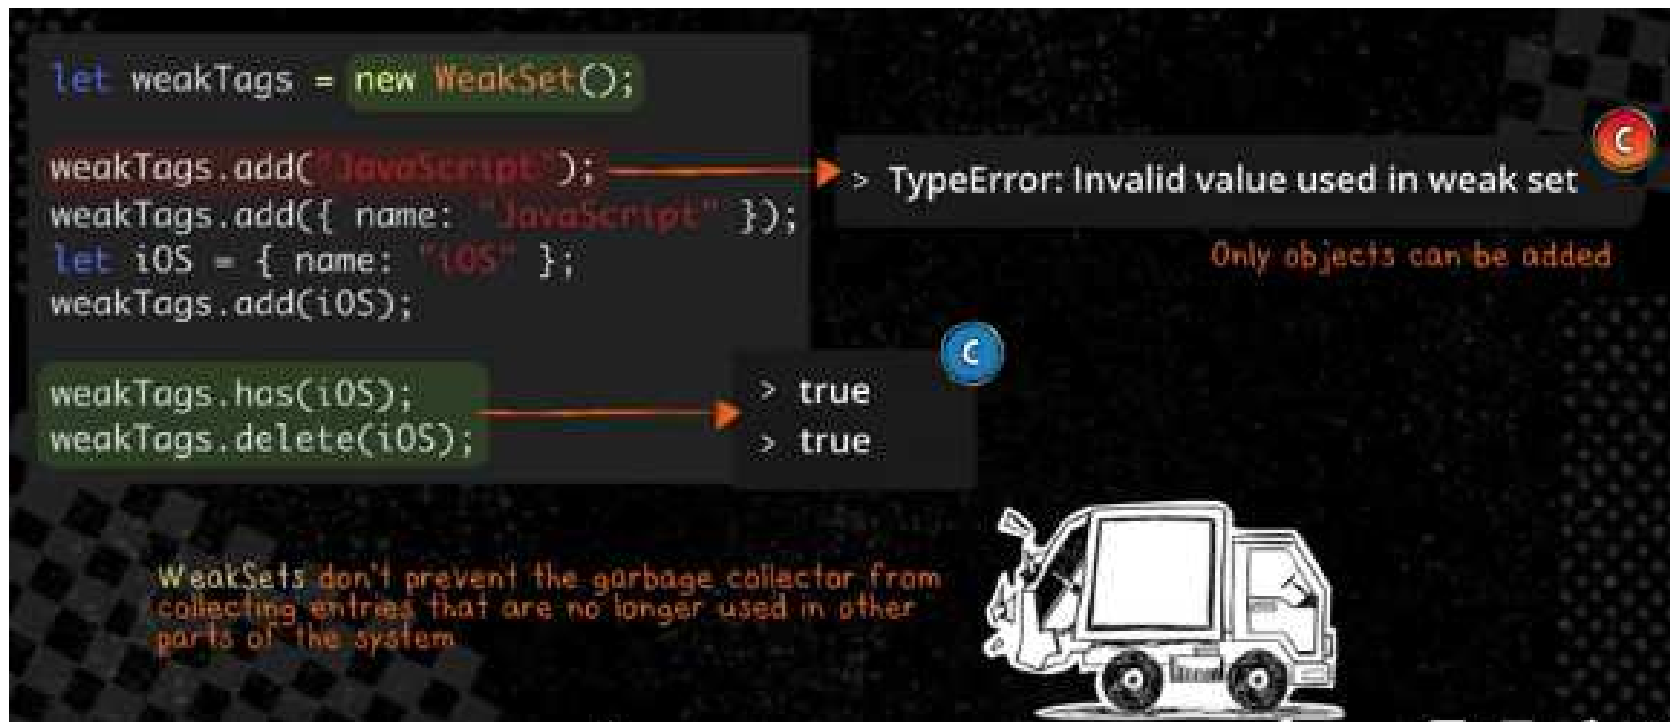 let weakTags = new WeakSet();
weakTags.add("JavaScript");
> TypeError: Invalid value used in weak set
C
weakTags.add({ name: "JavaScript" });
let iOS = { name: "iOS" };
weakTags.add(iOS);
Only objects can be added
weakTags.has(iOS);
weakTags.delete(iOS);
> true
> true
C
WeakSets don't prevent the garbage collector from
collecting entries that are no longer used in other
parts of the system